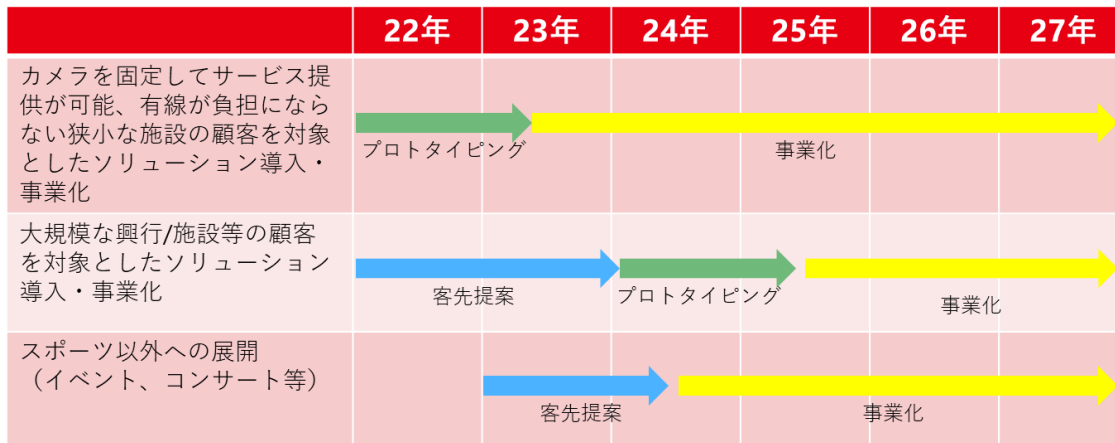 22年 23年 24年 25年 26年 27年
カメラを固定してサービス提
供が可能、有線が負担になら
ない狭小な施設の顧客を対象
としたソリューション導入・
事業化
プロトタイピング
事業化
大規模な興行/施設等の顧客
を対象としたソリューション
導入・事業化
客先提案
プロトタイピング
事業化
スポーツ以外への展開
（イベント、コンサート等）
客先提案
事業化